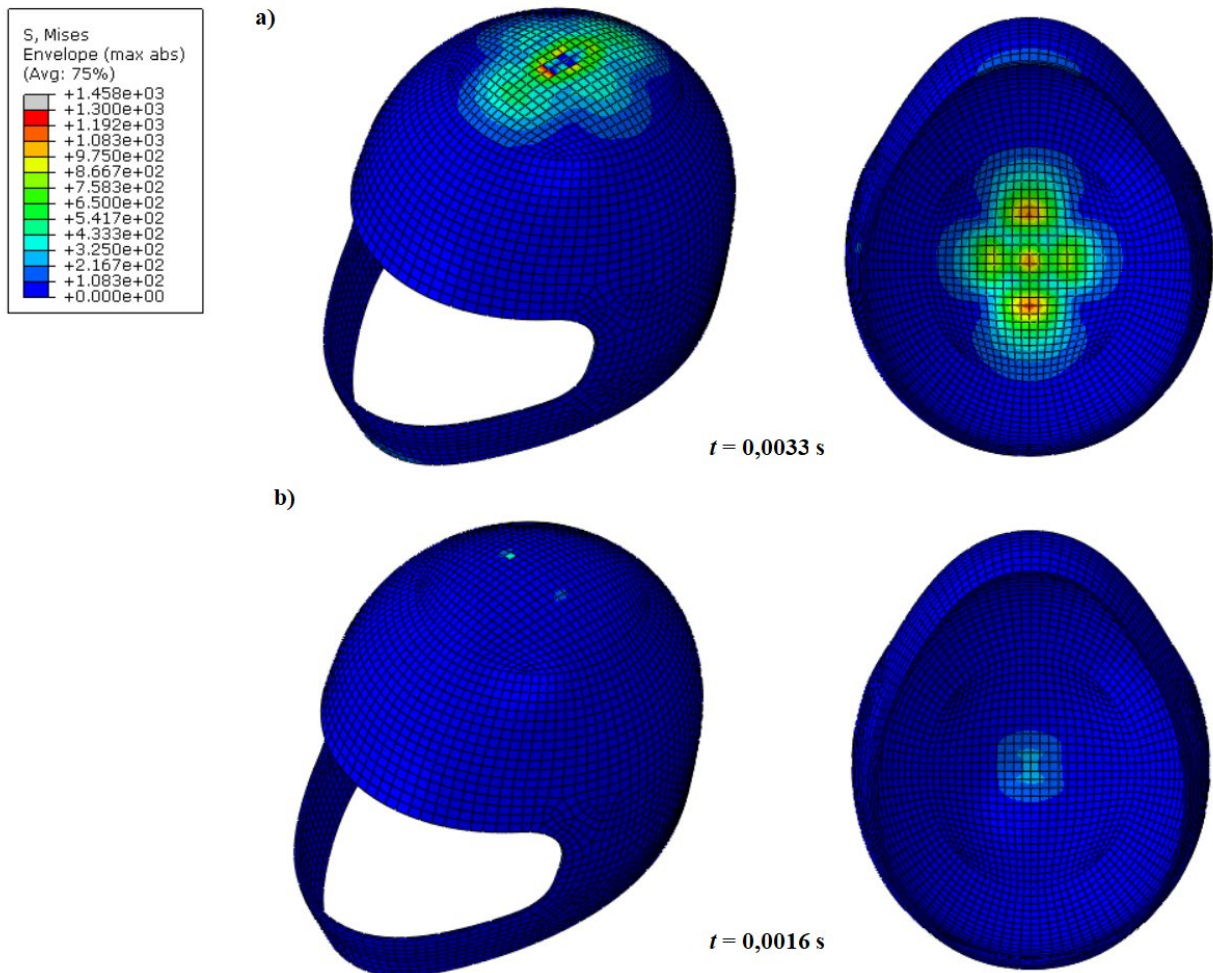 S, Mises
Envelope (max abs)
(Avg: 75%)
+1.458e+03
+1.300e+03
+1.192e+03
+1.083e+03
+9.750e+02
+8.667e+02
+7.583e+02
+6.500e+02
+5.417e+02
+4.333e+02
+3.250e+02
+2.167e+02
+1.083e+02
+0.000e+00
a)
t = 0,0033 s
b)
t = 0,0016 s